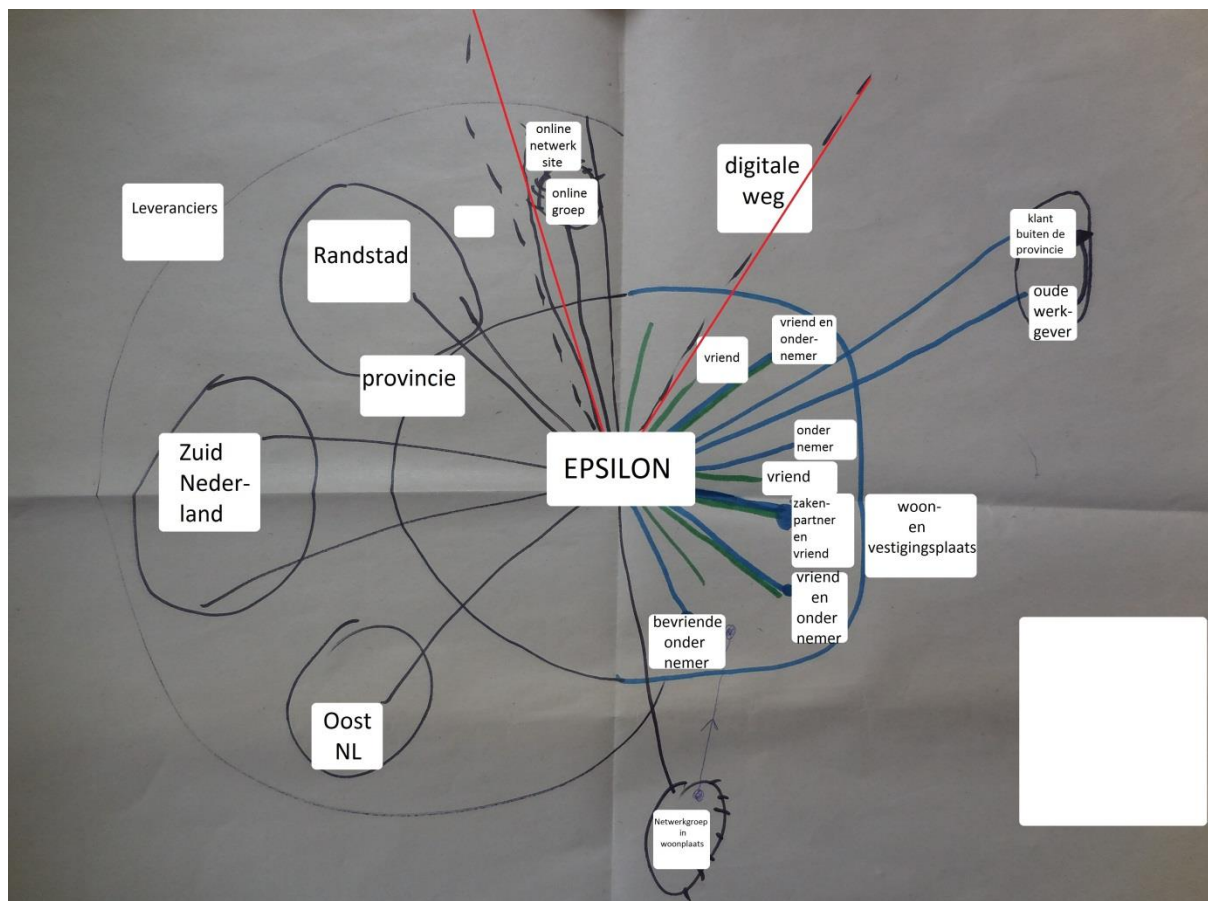 online
netwerk
site
online
groep
digitale
weg
Leveranciers
Randstad
klant
buiten de
provincie
oude
werk-
gever
vriend en
onder-
nemer
vriend
provincie
onder
nemer
Zuid
Neder-
land
EPSILON
vriend
zaken-
partner
en
vriend
woon-
en
vestigingsplaats
vriend
en
onder
nemer
bevriende
onder
nemer
Oost
NL
Netwerkgroep
in
woonplaats